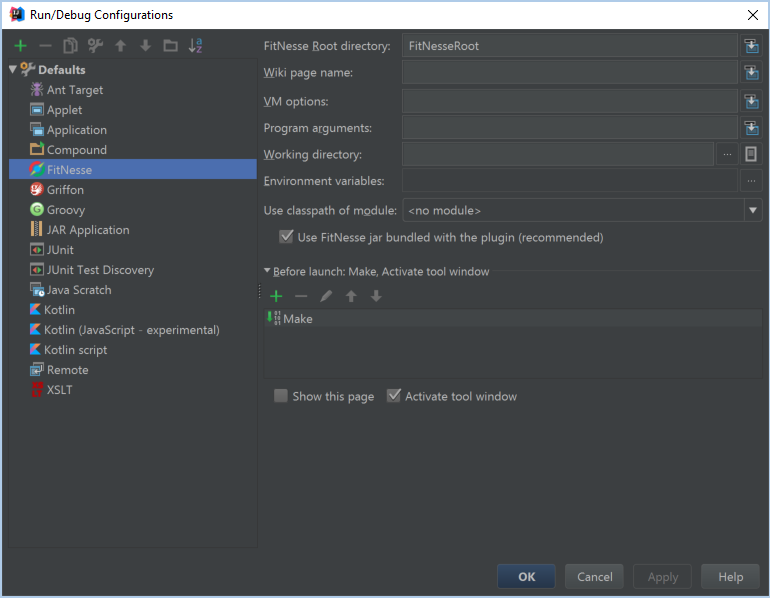 Run/Debug Configurations
Defaults
Ant Target
Applet
Application
Compound
FitNesse
Griffon
Groovy
JAR Application
JUnit
JUnit Test Discovery
Java Scratch
Kotlin
Kotlin (JavaScript - experimental)
Kotlin script
Remote
XSLT
FitNesse Root directory: FitNesseRoot
Wiki page name:
VM options:
Program arguments:
Working directory: ...
Environment variables: ...
Use classpath of module: <no module>
Use FitNesse jar bundled with the plugin (recommended)
Before launch: Make, Activate tool window
Make
Show this page Activate tool window
OK Cancel Apply Help